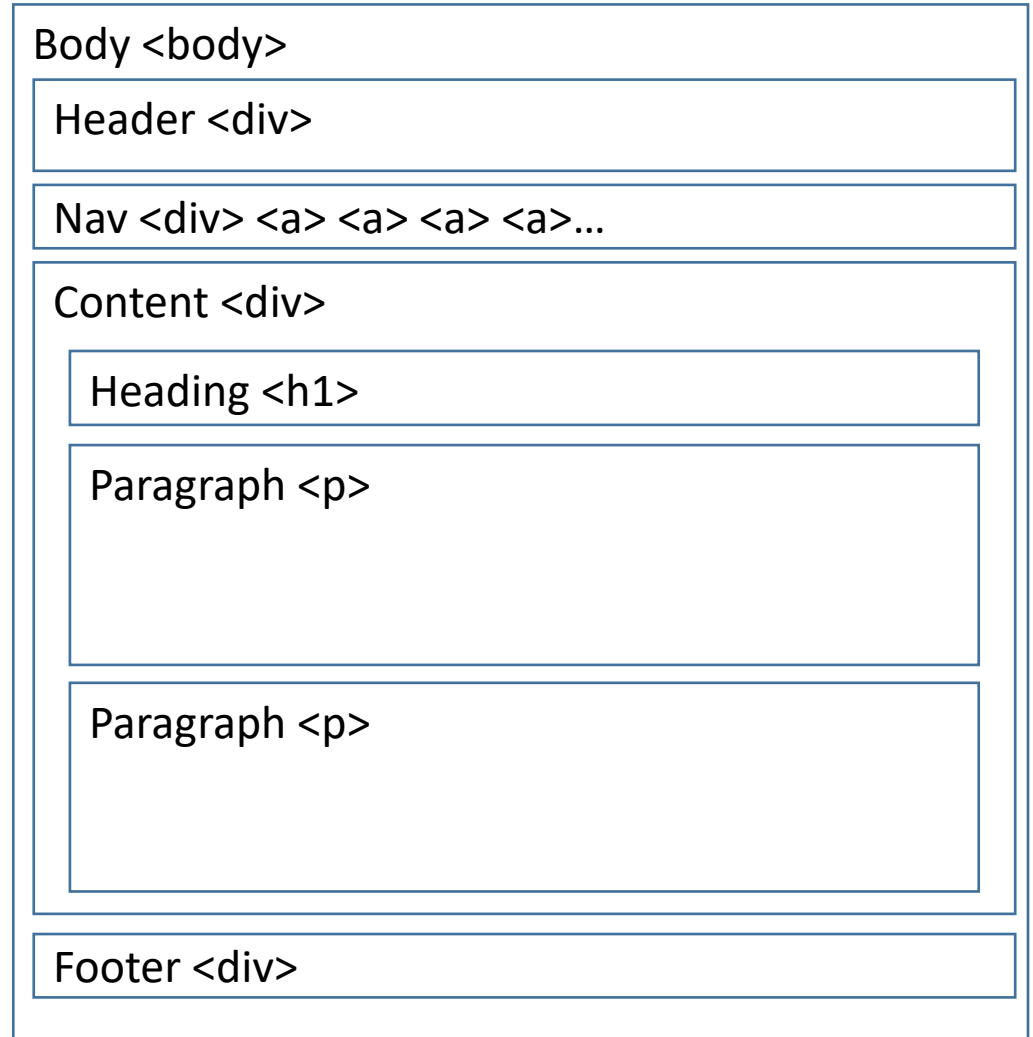 Body <body>
Header <div>
Nav <div> <a> <a> <a> <a>...
Content <div>
Heading <h1>
Paragraph <p>
Paragraph <p>
Footer <div>